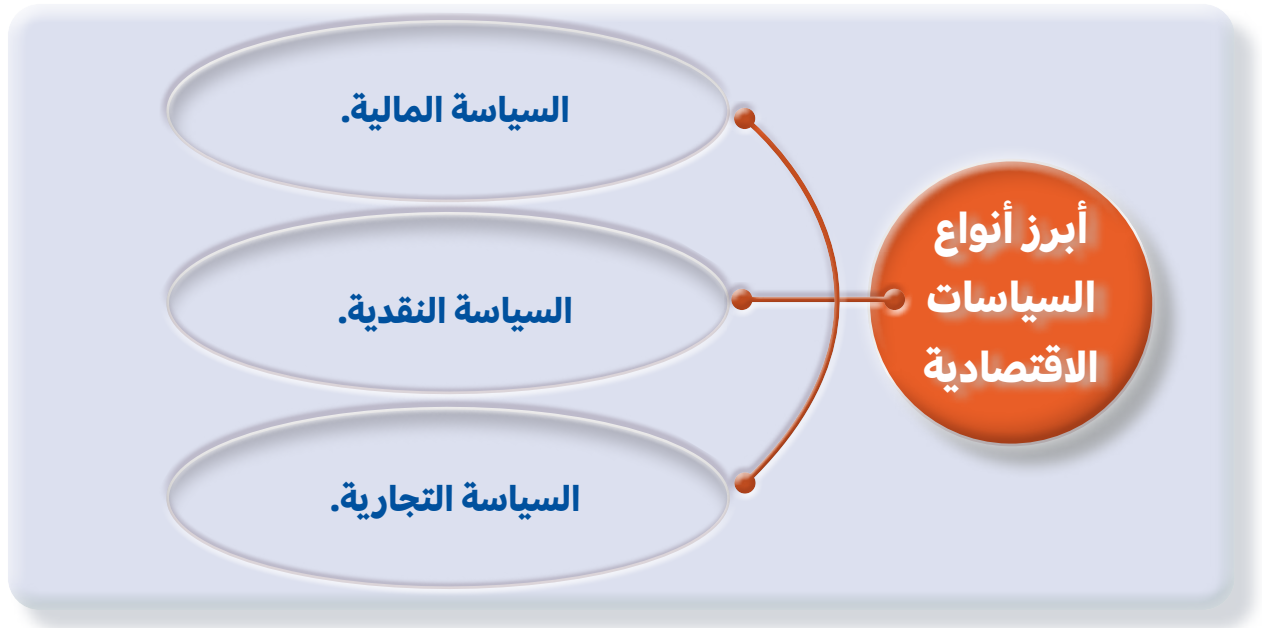 أبرز أنواع
السياسات
الاقتصادية
السياسة المالية.
السياسة النقدية.
السياسة التجارية.